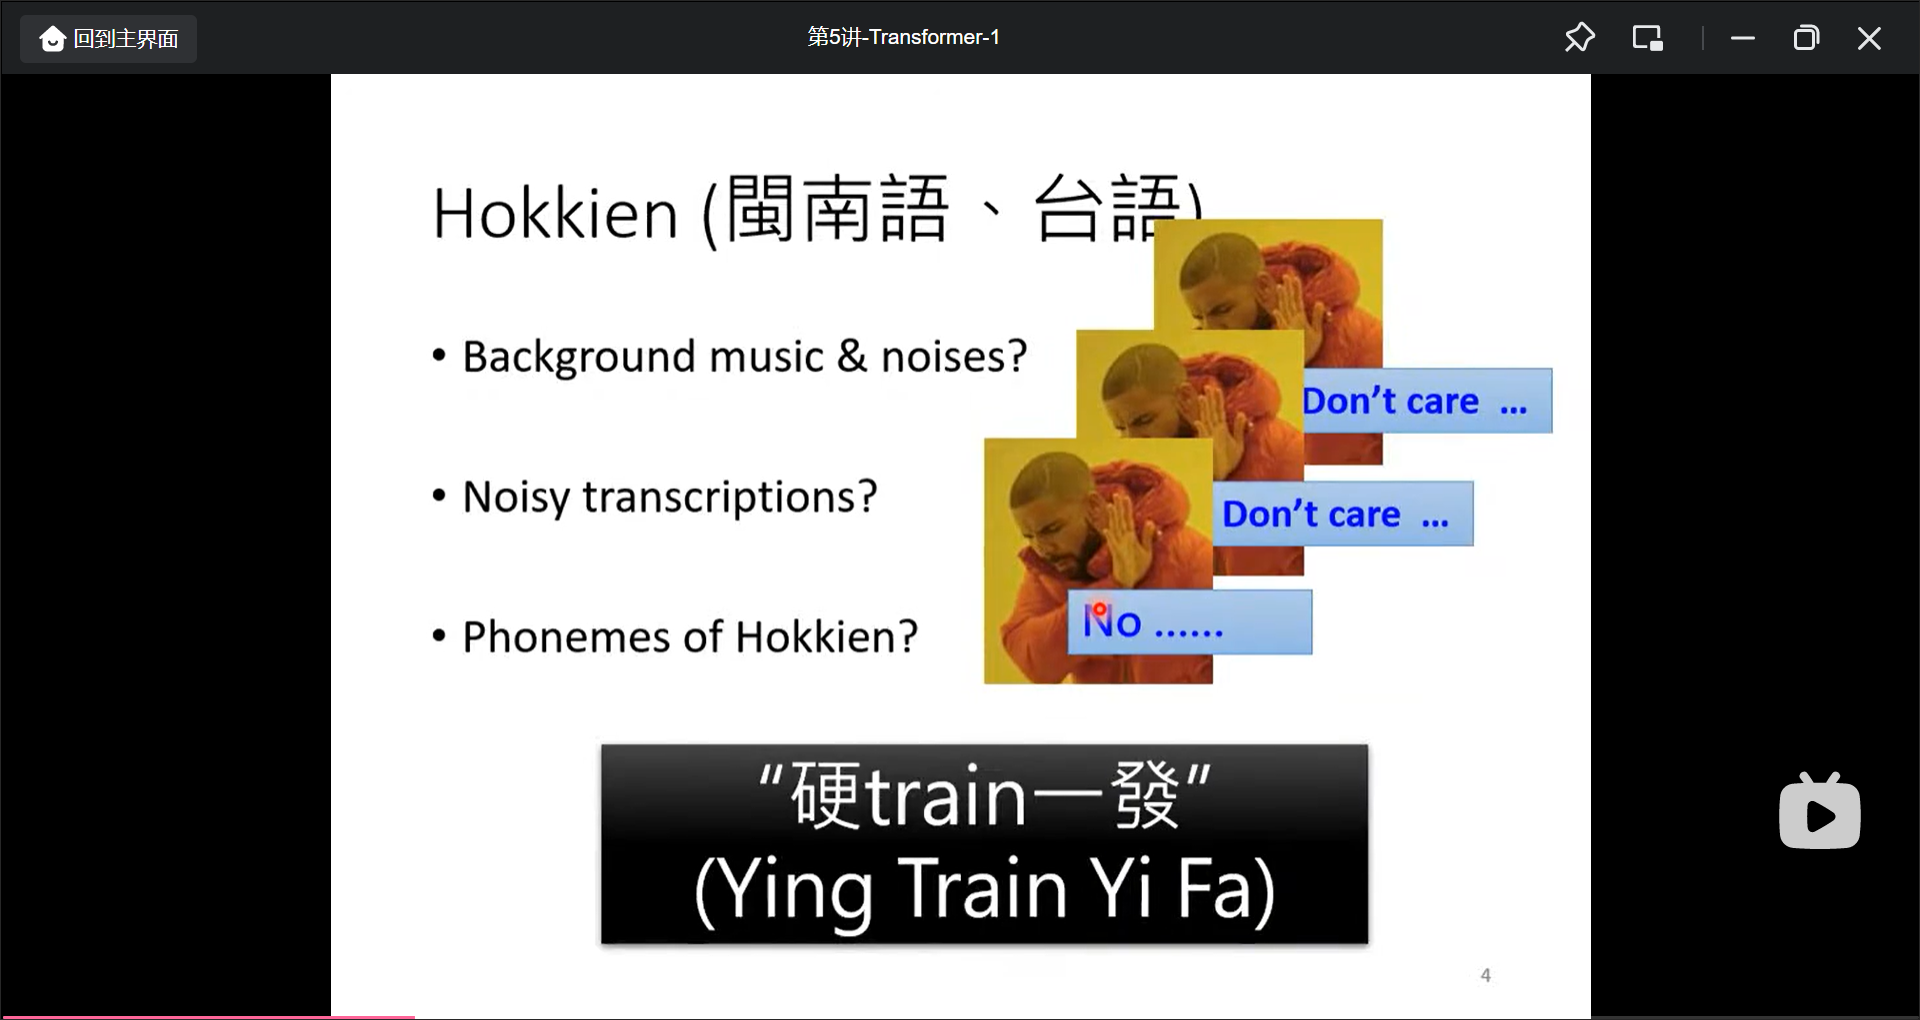 回到主界面
第5讲-Transformer-1
Hokkien (閩南語、台語)
• Background music & noises?
Don't care ...
• Noisy transcriptions?
Don't care ...
• Phonemes of Hokkien?
No ......
“硬train一發”
(Ying Train Yi Fa)
4